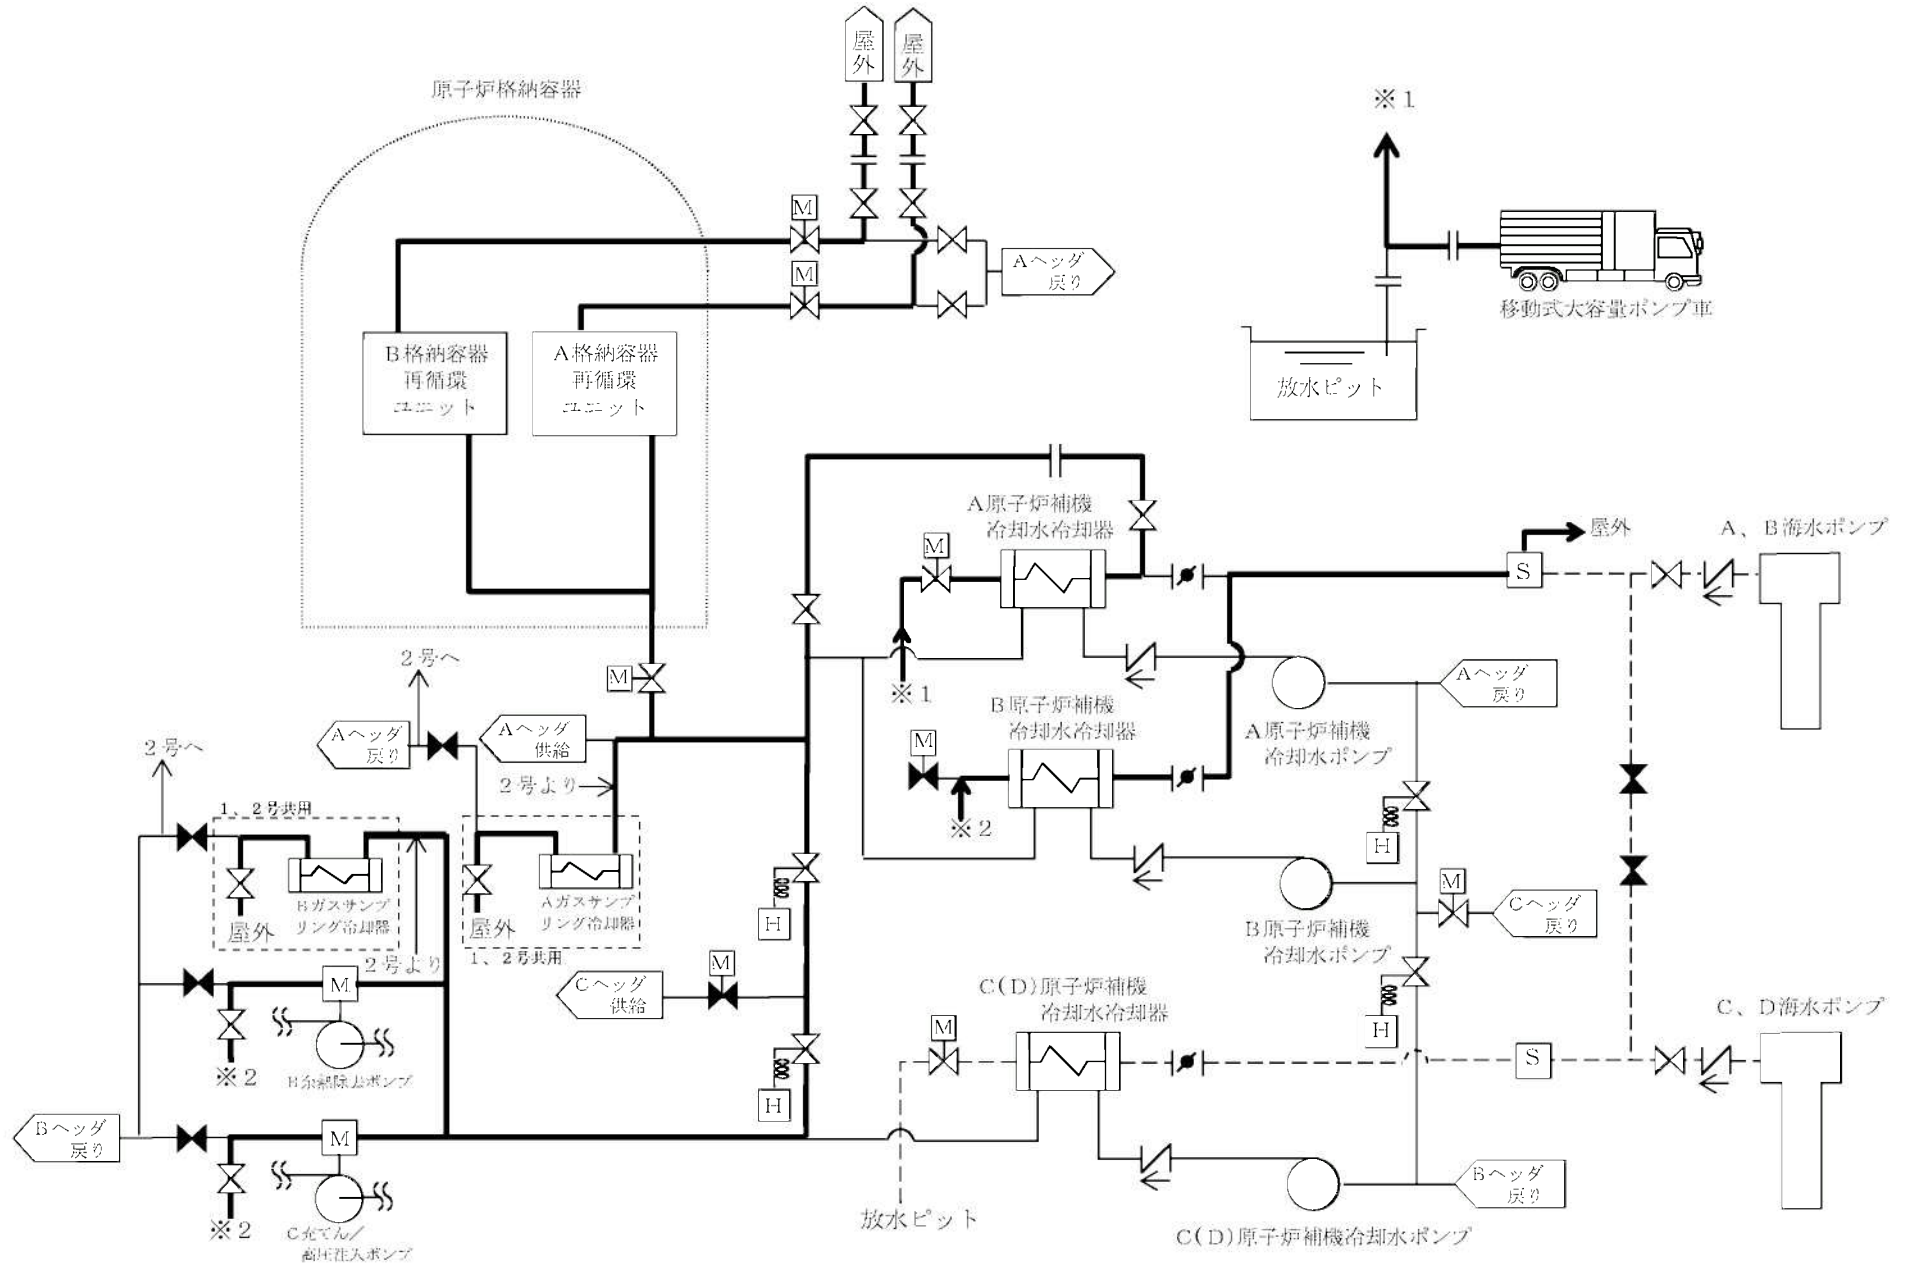 屋外
屋外
原子炉格納容器
※1
M
M
Aヘッダ
戻り
移動式大容量ポンプ車
B格納容器
再循環
ユニット
A格納容器
再循環
ユニット
放水ピット
A原子炉補機
冷却水冷却器
M
S
屋外
A、B海水ポンプ
2号へ
M
※1
Aヘッダ
戻り
B原子炉補機
冷却水冷却器
A原子炉補機
冷却水ポンプ
Aヘッダ
戻り
Aヘッダ
供給
2号へ
2号より
M
※2
1、2号共用
H
Bガスサンプ
リング冷却器
屋外
Aガスサンプ
リング冷却器
屋外
1、2号共用
2号より
H
M
Cヘッダ
戻り
B原子炉補機
冷却水ポンプ
M
Cヘッダ
供給
M
C(D)原子炉補機
冷却水冷却器
H
C、D海水ポンプ
M
S
※2
B余熱除去ポンプ
H
Bヘッダ
戻り
M
※2
C充てん/
高圧注入ポンプ
放水ピット
Bヘッダ
戻り
C(D)原子炉補機冷却水ポンプ